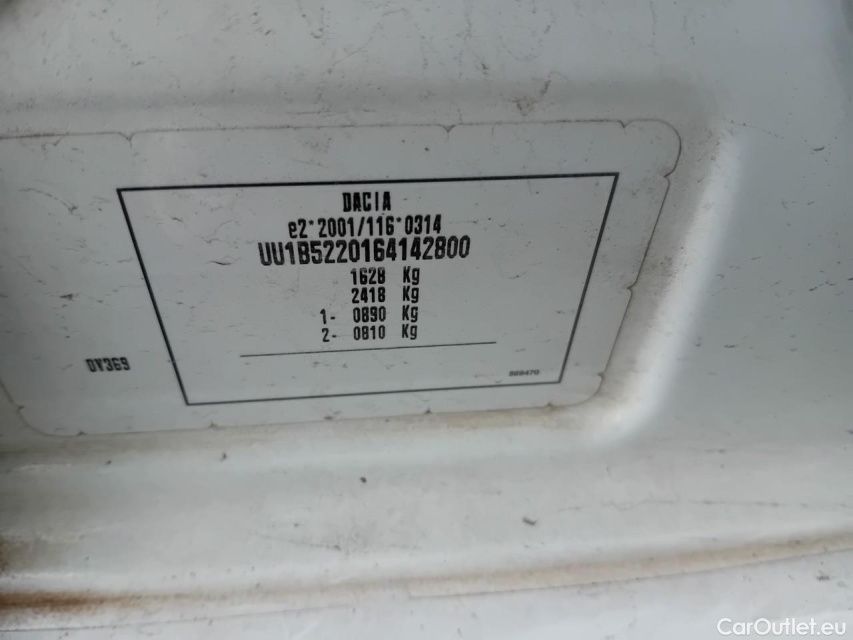 DACIA
e2*2001/116*0314
UU1B5220164142800
1628 Kg
2418 Kg
1- 0890 Kg
2- 0810 Kg
DV369
CarOutlet.eu